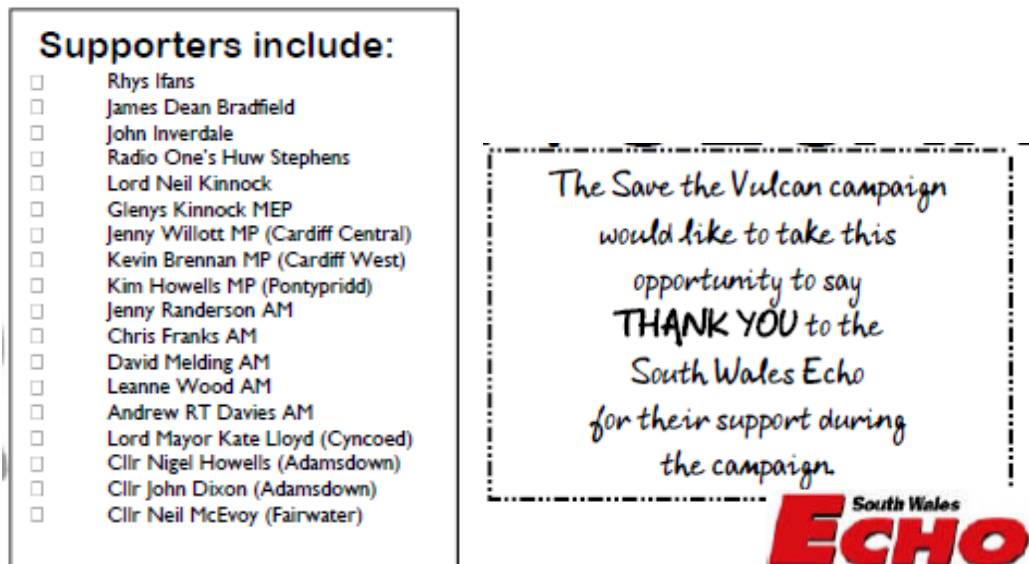 Supporters include:
Rhys Ifans
James Dean Bradfield
John Inverdale
Radio One's Huw Stephens
Lord Neil Kinnock
Glenys Kinnock MEP
Jenny Willott MP (Cardiff Central)
Kevin Brennan MP (Cardiff West)
Kim Howells MP (Pontypridd)
Jenny Randerson AM
Chris Franks AM
David Melding AM
Leanne Wood AM
Andrew RT Davies AM
Lord Mayor Kate Lloyd (Cyncoed)
Cllr Nigel Howells (Adamsdown)
Cllr John Dixon (Adamsdown)
Cllr Neil McEvoy (Fairwater)
The Save the Vulcan campaign
would like to take this
opportunity to say
THANK YOU to the
South Wales Echo
for their support during
the campaign.
South Wales
ECHO